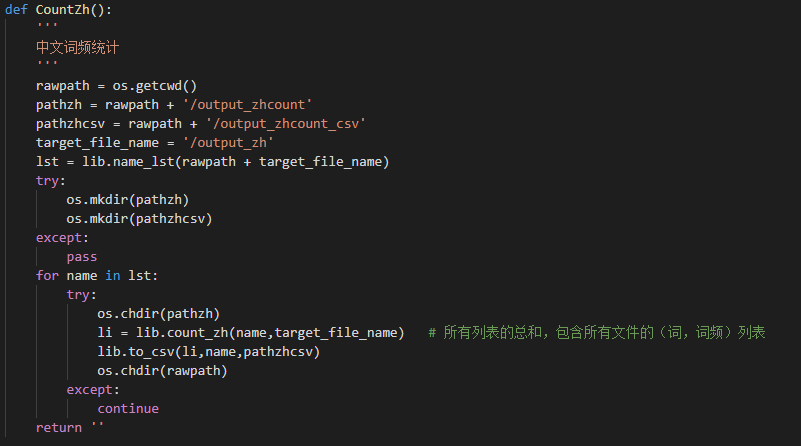 def CountZh():
    '''
    中文词频统计
    '''
    rawpath = os.getcwd()
    pathzh = rawpath + '/output_zhcount'
    pathzhcsv = rawpath + '/output_zhcount_csv'
    target_file_name = '/output_zh'
    lst = lib.name_lst(rawpath + target_file_name)
    try:
        os.mkdir(pathzh)
        os.mkdir(pathzhcsv)
    except:
        pass
    for name in lst:
        try:
            os.chdir(pathzh)
            li = lib.count_zh(name,target_file_name)   # 所有列表的总和，包含所有文件的（词，词频）列表
            lib.to_csv(li,name,pathzhcsv)
            os.chdir(rawpath)
        except:
            continue
    return ''